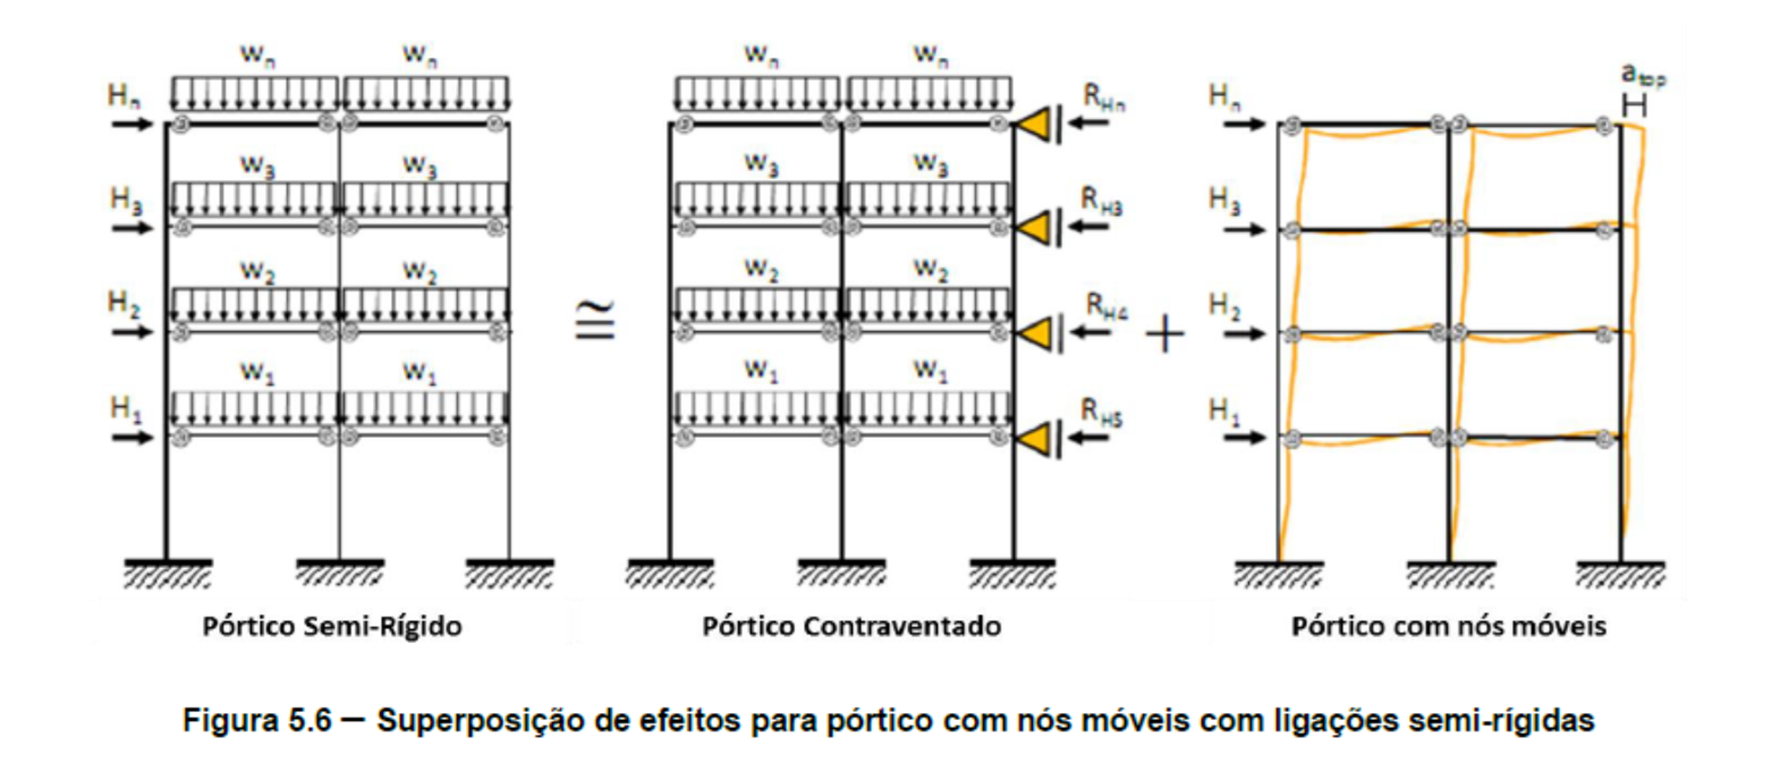 Wn Wn Wn Wn atop
Hn RHn Hn
W3 W3 W3 W3
H3 RH3 H3
W2 W2 W2 W2
H2 RH4 H2
≅ +
W1 W1 W1 W1
H1 RH5 H1
Pórtico Semi-Rígido Pórtico Contraventado Pórtico com nós móveis
Figura 5.6 — Superposição de efeitos para pórtico com nós móveis com ligações semi-rígidas